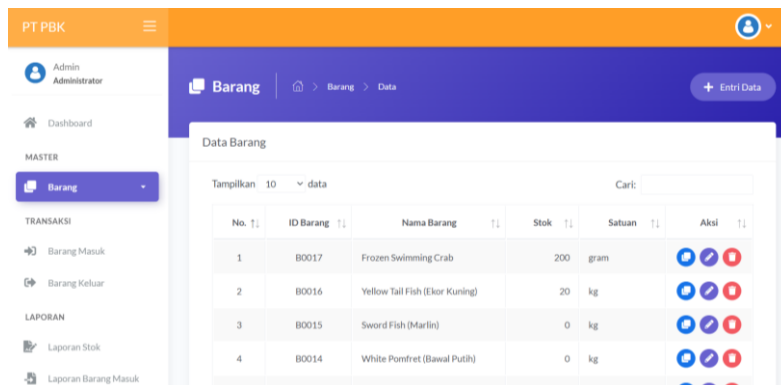 PT PBK
Admin
Administrator
Barang
Barang > Data
Entri Data
Dashboard
MASTER
Barang
TRANSAKSI
Barang Masuk
Barang Keluar
LAPORAN
Laporan Stok
Laporan Barang Masuk
Data Barang
Tampilkan 10 data
Cari:
No. ID Barang Nama Barang Stok Satuan Aksi
1 B0017 Frozen Swimming Crab 200 gram
2 B0016 Yellow Tail Fish (Ekor Kuning) 20 kg
3 B0015 Sword Fish (Marlin) 0 kg
4 B0014 White Pomfret (Bawal Putih) 0 kg